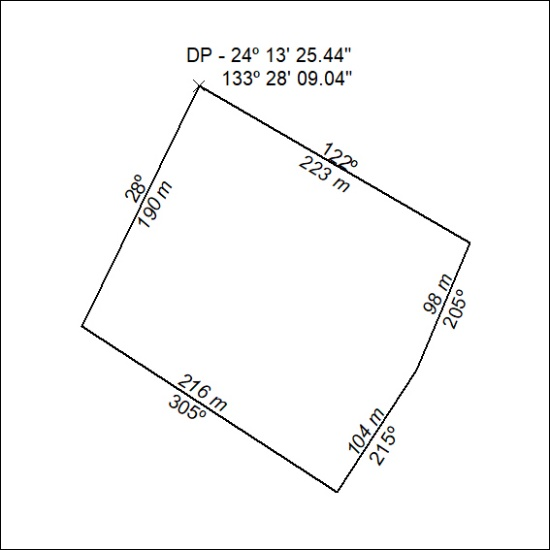 DP - 24º 13' 25.44"
133º 28' 09.04"
122º
223 m
28º
190 m
98 m
205º
216 m
305º
104 m
215º